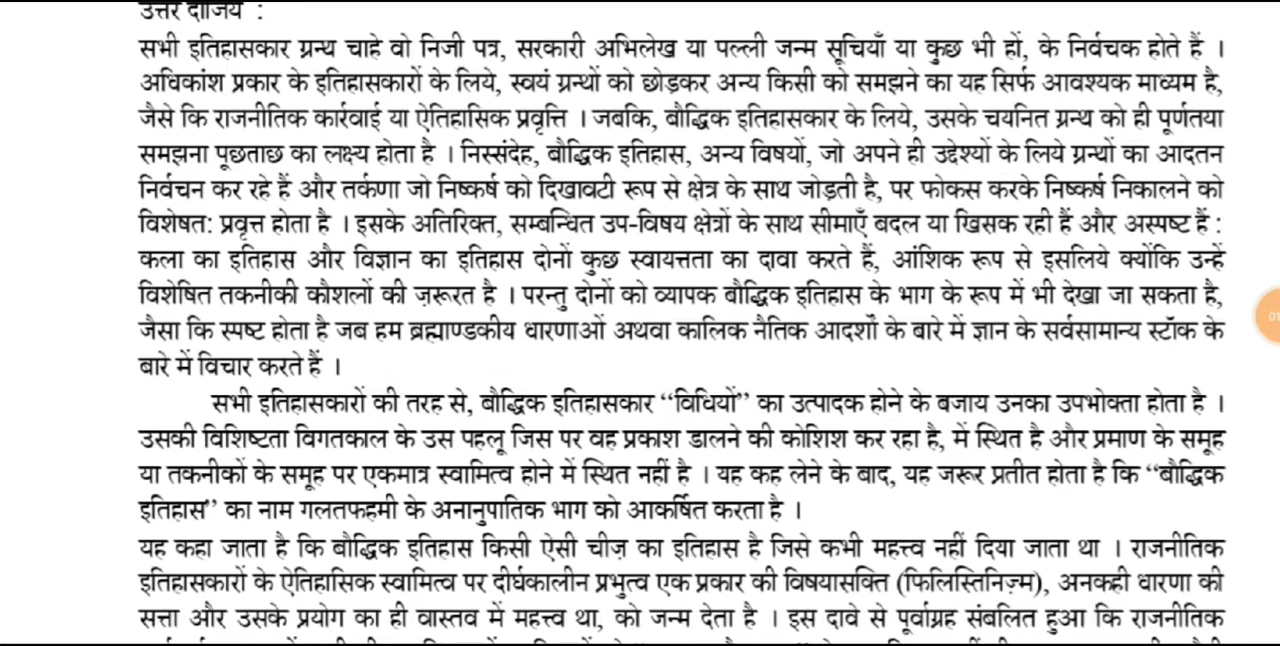 उत्तर दीजिये :
सभी इतिहासकार ग्रन्थ चाहे वो निजी पत्र, सरकारी अभिलेख या पल्ली जन्म सूचियाँ या कुछ भी हों, के निर्वचक होते हैं ।
अधिकांश प्रकार के इतिहासकारों के लिये, स्वयं ग्रन्थों को छोड़कर अन्य किसी को समझने का यह सिर्फ आवश्यक माध्यम है,
जैसे कि राजनीतिक कार्रवाई या ऐतिहासिक प्रवृत्ति । जबकि, बौद्धिक इतिहासकार के लिये, उसके चयनित ग्रन्थ को ही पूर्णतया
समझना पूछताछ का लक्ष्य होता है । निस्संदेह, बौद्धिक इतिहास, अन्य विषयों, जो अपने ही उद्देश्यों के लिये ग्रन्थों का आदतन
निर्वचन कर रहे हैं और तर्कणा जो निष्कर्ष को दिखावटी रूप से क्षेत्र के साथ जोड़ती है, पर फोकस करके निष्कर्ष निकालने को
विशेषत: प्रवृत्त होता है । इसके अतिरिक्त, सम्बन्धित उप-विषय क्षेत्रों के साथ सीमाएँ बदल या खिसक रही हैं और अस्पष्ट हैं :
कला का इतिहास और विज्ञान का इतिहास दोनों कुछ स्वायत्तता का दावा करते हैं, आंशिक रूप से इसलिये क्योंकि उन्हें
विशेषित तकनीकी कौशलों की ज़रूरत है । परन्तु दोनों को व्यापक बौद्धिक इतिहास के भाग के रूप में भी देखा जा सकता है,
जैसा कि स्पष्ट होता है जब हम ब्रह्माण्डकीय धारणाओं अथवा कालिक नैतिक आदर्शों के बारे में ज्ञान के सर्वसामान्य स्टॉक के
बारे में विचार करते हैं ।
सभी इतिहासकारों की तरह से, बौद्धिक इतिहासकार “विधियों” का उत्पादक होने के बजाय उनका उपभोक्ता होता है ।
उसकी विशिष्टता विगतकाल के उस पहलू जिस पर वह प्रकाश डालने की कोशिश कर रहा है, में स्थित है और प्रमाण के समूह
या तकनीकों के समूह पर एकमात्र स्वामित्व होने में स्थित नहीं है । यह कह लेने के बाद, यह जरूर प्रतीत होता है कि “बौद्धिक
इतिहास” का नाम गलतफहमी के अनानुपातिक भाग को आकर्षित करता है ।
यह कहा जाता है कि बौद्धिक इतिहास किसी ऐसी चीज़ का इतिहास है जिसे कभी महत्त्व नहीं दिया जाता था । राजनीतिक
इतिहासकारों के ऐतिहासिक स्वामित्व पर दीर्घकालीन प्रभुत्व एक प्रकार की विषयासक्ति (फिलिस्तिनिज़्म), अनकही धारणा की
सत्ता और उसके प्रयोग का ही वास्तव में महत्त्व था, को जन्म देता है । इस दावे से पूर्वाग्रह संबलित हुआ कि राजनीतिक